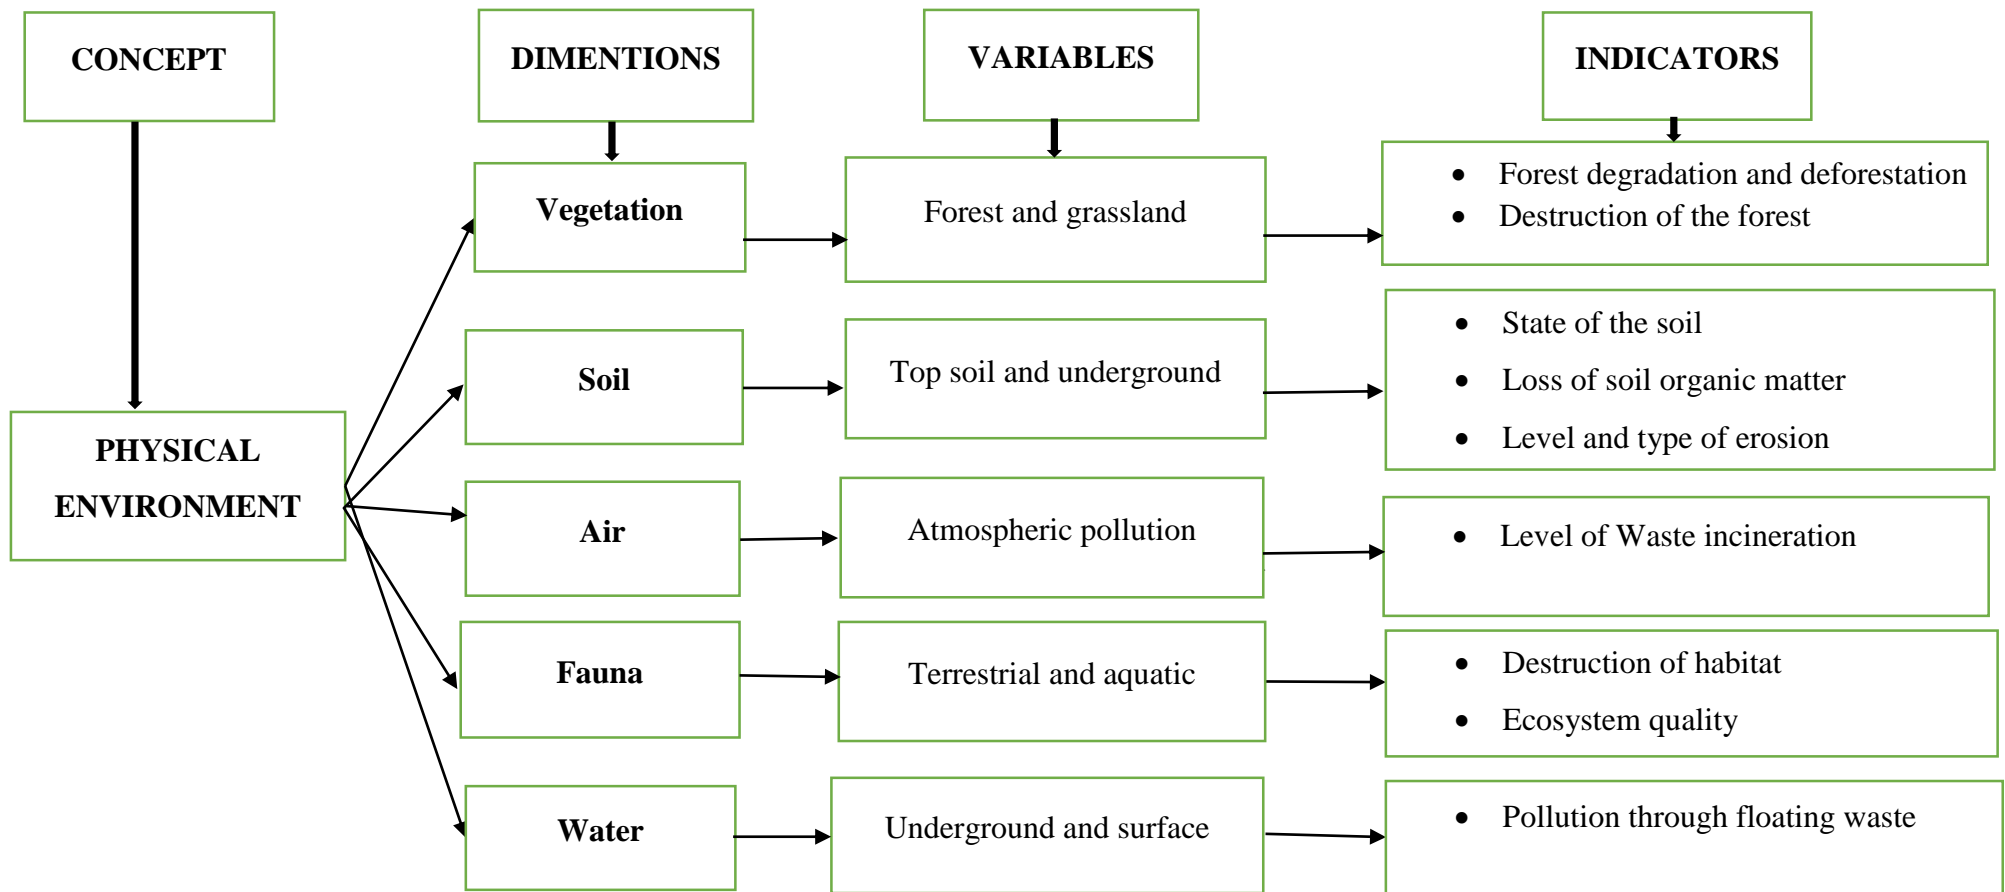 CONCEPT
DIMENTIONS
VARIABLES
INDICATORS
PHYSICAL
ENVIRONMENT
Vegetation
Forest and grassland
• Forest degradation and deforestation
• Destruction of the forest
Soil
Top soil and underground
• State of the soil
• Loss of soil organic matter
• Level and type of erosion
Air
Atmospheric pollution
• Level of Waste incineration
Fauna
Terrestrial and aquatic
• Destruction of habitat
• Ecosystem quality
Water
Underground and surface
• Pollution through floating waste